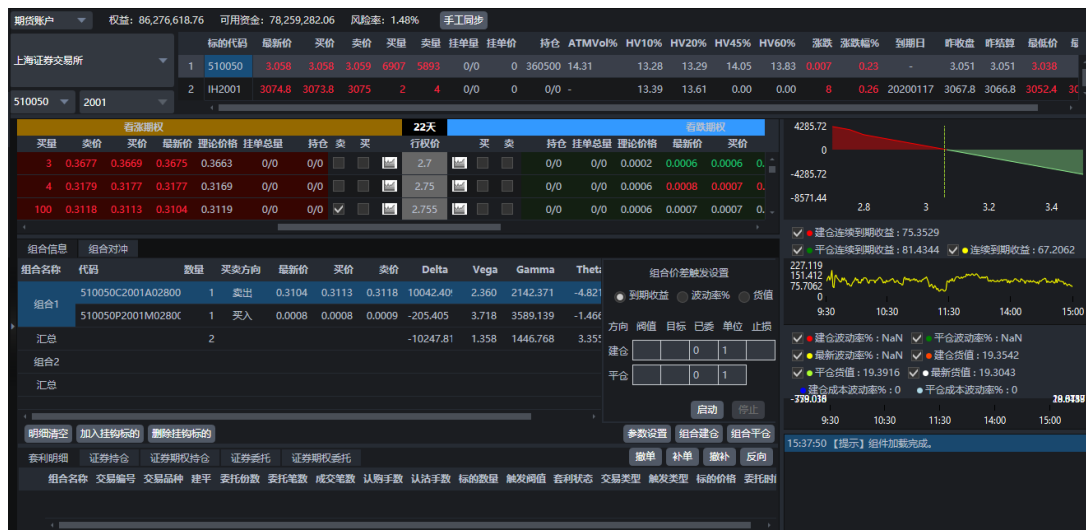 期货账户 权益: 86,276,618.76 可用资金: 78,259,282.06 风险率: 1.48% 手工同步
标的代码 最新价 买价 卖价 买量 卖量 挂单量 挂单价 持仓 ATMVol% HV10% HV20% HV45% HV60% 涨跌 涨跌幅% 到期日 昨收盘 昨结算 最低价
上海证券交易所
1 510050 3.058 3.058 3.059 6907 5893 0/0 0 360500 14.31 13.28 13.29 14.05 13.83 0.007 0.23 - 3.051 3.051 3.038
2 IH2001 3074.8 3073.8 3075 2 4 0/0 0 0/0 - 13.39 13.61 0.00 0.00 8 0.26 20200117 3067.8 3066.8 3052.4
510050 2001
看涨期权 22天 看跌期权
买量 卖价 买价 最新价 理论价格 挂单总量 持仓 卖 买 行权价 买 卖 持仓 挂单总量 理论价格 最新价 买价
3 0.3677 0.3669 0.3675 0.3663 0/0 0/0 2.7 0/0 0/0 0.0002 0.0006 0.0006 0.
4 0.3179 0.3177 0.3177 0.3169 0/0 0/0 2.75 0/0 0/0 0.0006 0.0008 0.0007 0.
100 0.3118 0.3113 0.3104 0.3119 0/0 0/0 2.755 0/0 0/0 0.0006 0.0007 0.0007 0.
4285.72
0
-4285.72
-8571.44
2.8 3 3.2 3.4
组合信息 组合对冲
组合名称 代码 数量 买卖方向 最新价 买价 卖价 Delta Vega Gamma Theta
组合1
510050C2001A02800 1 卖出 0.3104 0.3113 0.3118 10042.40 2.360 2142.371 -4.821
510050P2001M0280 1 买入 0.0008 0.0008 0.0009 -205.405 3.718 3589.139 -1.466
汇总 2 -10247.81 1.358 1446.768 3.355
组合2
汇总
组合价差触发设置
到期收益 波动率% 货值
方向 阀值 目标 已委 单位 止损
建仓 0 1
平仓 0 1
启动 停止
建仓连续到期收益 : 75.3529
平仓连续到期收益 : 81.4344 连续到期收益 : 67.2062
227.119
151.412
75.7062
0
9:30 10:30 11:30 14:00 15:00
建仓波动率% : NaN 平仓波动率% : NaN
最新波动率% : NaN 建仓货值 : 19.3542
平仓货值 : 19.3916 最新货值 : 19.3043
建仓成本波动率% : 0 平仓成本波动率% : 0
9:30 10:30 11:30 14:00 15:00
明细清空 加入挂钩标的 删除挂钩标的 参数设置 组合建仓 组合平仓
15:37:50 【提示】组件加载完成。
套利明细 证券持仓 证券期权持仓 证券委托 证券期权委托 撤单 补单 撤补 反向
组合名称 交易编号 交易品种 建平 委托份数 委托笔数 成交笔数 认购手数 认沽手数 标的数量 触发阀值 套利状态 交易类型 触发类型 标的价格 委托时